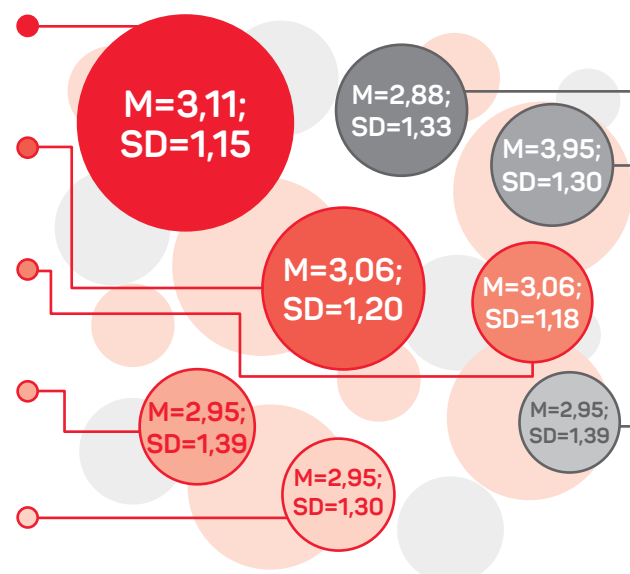 M=3,11;
SD=1,15
M=2,88;
SD=1,33
M=3,95;
SD=1,30
M=3,06;
SD=1,20
M=3,06;
SD=1,18
M=2,95;
SD=1,39
M=2,95;
SD=1,39
M=2,95;
SD=1,30